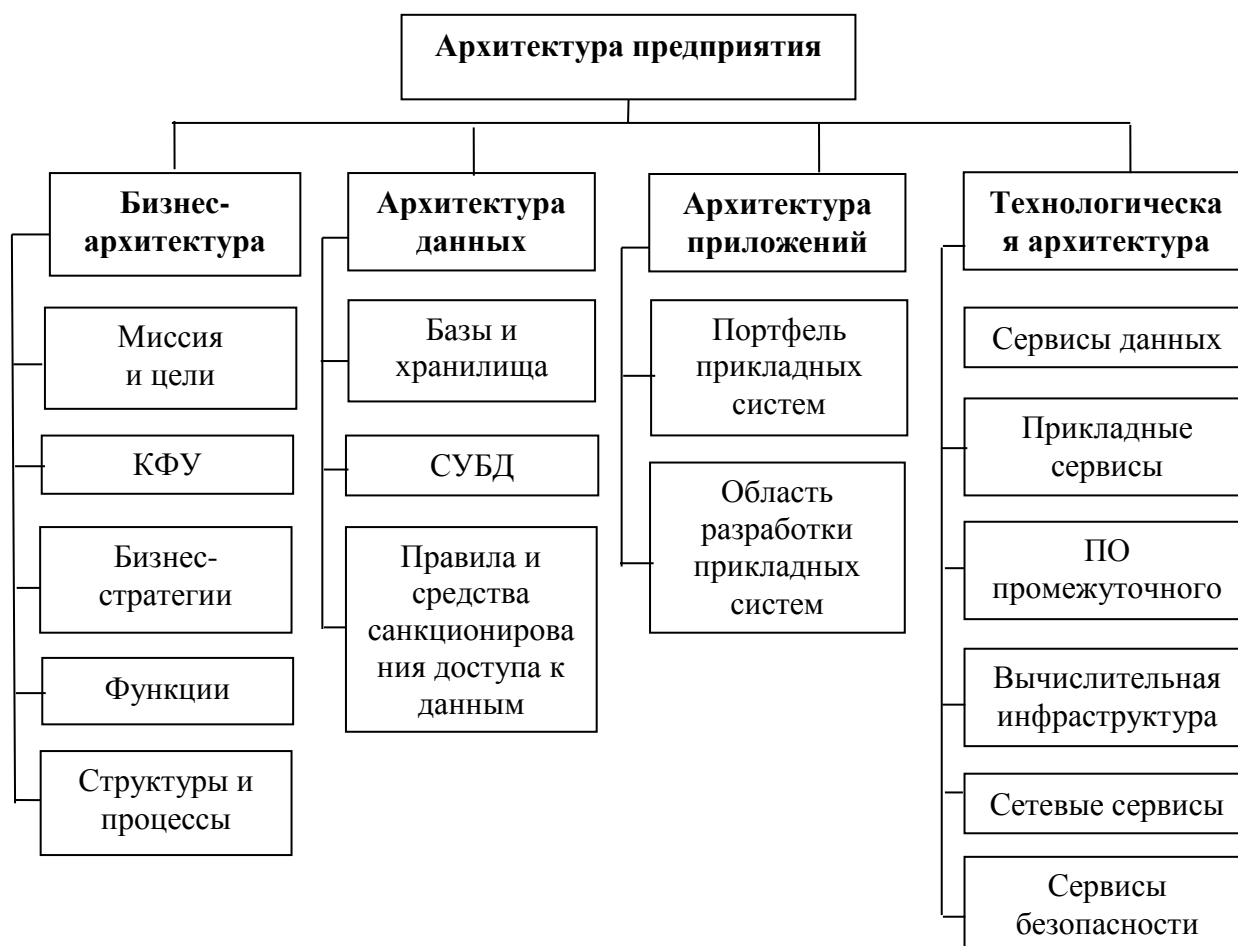 Архитектура предприятия
Бизнес-
архитектура
Миссия
и цели
КФУ
Бизнес-
стратегии
Функции
Структуры и
процессы
Архитектура
данных
Базы и
хранилища
СУБД
Правила и
средства
санкционирова
ния доступа к
данным
Архитектура
приложений
Портфель
прикладных
систем
Область
разработки
прикладных
систем
Технологическа
я архитектура
Сервисы данных
Прикладные
сервисы
ПО
промежуточного
Вычислительная
инфраструктура
Сетевые сервисы
Сервисы
безопасности